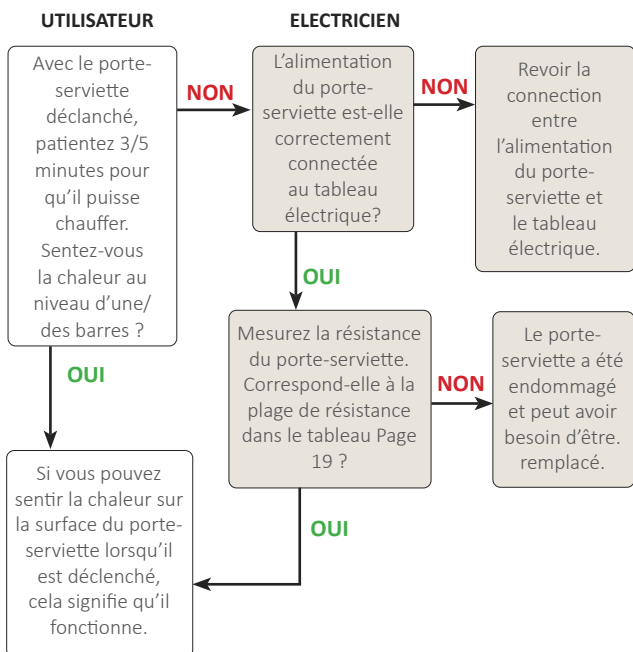 UTILISATEUR
ELECTRICIEN
Avec le porte-
serviette
déclanché,
patientez 3/5
minutes pour
qu'il puisse
chauffer.
Sentez-vous
la chaleur au
niveau d'une/
des barres ?
NON
L'alimentation
du porte-
serviette est-elle
correctement
connectée
au tableau
électrique?
NON
Revoir la
connection
entre
l'alimentation
du porte-
serviette et
le tableau
électrique.
OUI
OUI
Mesurez la résistance
du porte-serviette.
Correspond-elle à la
plage de résistance
dans le tableau Page
19 ?
NON
Le porte-
serviette a été
endommagé
et peut avoir
besoin d'être.
remplacé.
Si vous pouvez
sentir la chaleur sur
la surface du porte-
serviette lorsqu'il
est déclenché,
cela signifie qu'il
fonctionne.
OUI